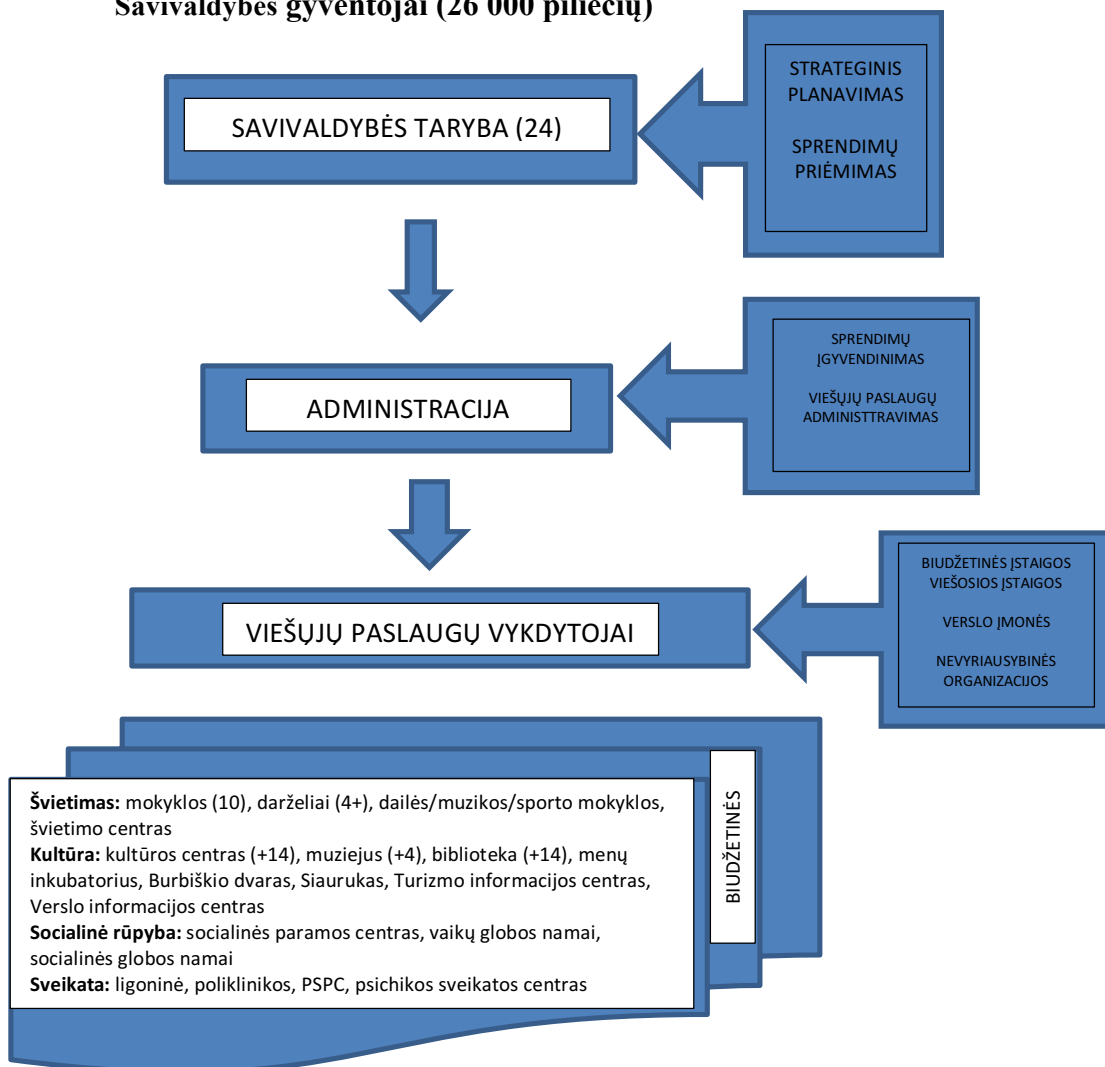 Savivaldybės gyventojai (26 000 piliečių)
STRATEGINIS
PLANAVIMAS
SPRENDIMŲ
PRIĖMIMAS
SAVIVALDYBĖS TARYBA (24)
SPRENDIMŲ
ĮGYVENDINIMAS
VIEŠŲJŲ PASLAUGŲ
ADMINISTTRAVIMAS
ADMINISTRACIJA
BIUDŽETINĖS ĮSTAIGOS
VIEŠOSIOS ĮSTAIGOS
VERSLO ĮMONĖS
NEVYRIAUSYBINĖS
ORGANIZACIJOS
VIEŠŲJŲ PASLAUGŲ VYKDYTOJAI
BIUDŽETINĖS
Švietimas: mokyklos (10), darželiai (4+), dailės/muzikos/sporto mokyklos,
švietimo centras
Kultūra: kultūros centras (+14), muziejus (+4), biblioteka (+14), menų
inkubatorius, Burbiškio dvaras, Siaurukas, Turizmo informacijos centras,
Verslo informacijos centras
Socialinė rūpyba: socialinės paramos centras, vaikų globos namai,
socialinės globos namai
Sveikata: ligoninė, poliklinikos, PSPC, psichikos sveikatos centras